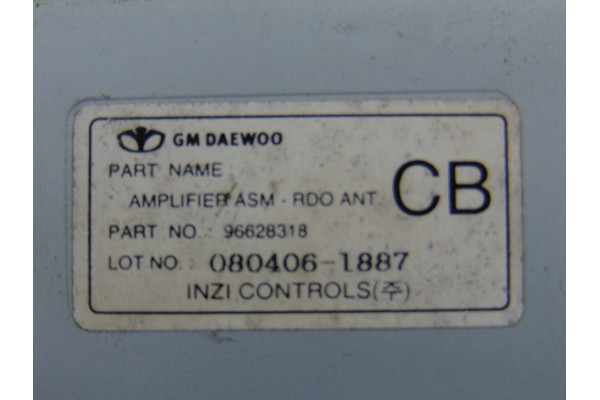 GM DAEWOO
PART NAME
AMPLIFIER ASM - RDO ANT CB
PART NO. : 96628318
LOT NO. : 080406-1887
INZI CONTROLS(주)